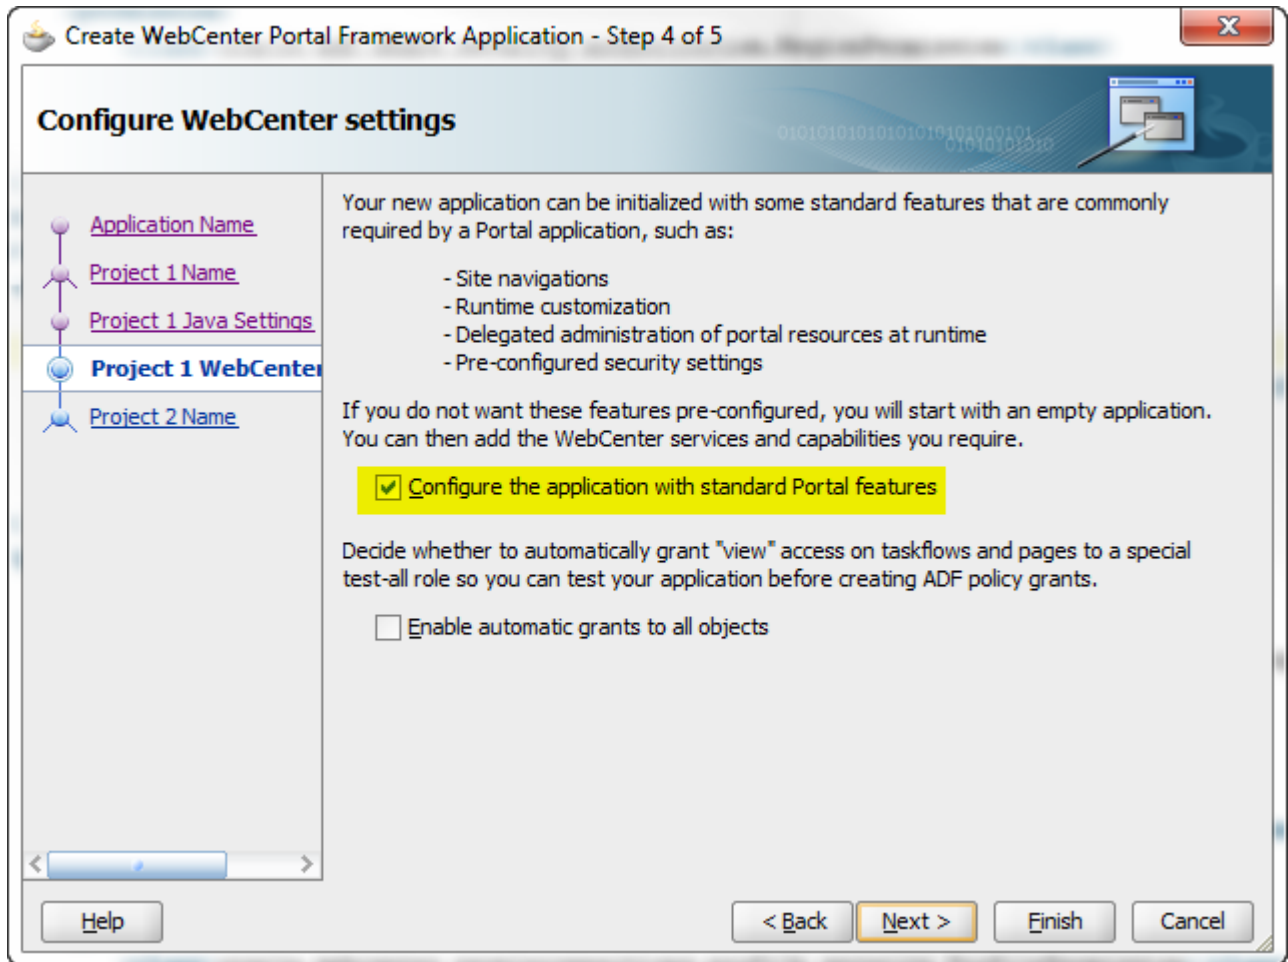 Create WebCenter Portal Framework Application - Step 4 of 5
Configure WebCenter settings
0101010101010101010101010101
01010101010
Application Name
Project 1 Name
Project 1 Java Settings
Project 1 WebCenter
Project 2 Name
Your new application can be initialized with some standard features that are commonly
required by a Portal application, such as:
- Site navigations
- Runtime customization
- Delegated administration of portal resources at runtime
- Pre-configured security settings
If you do not want these features pre-configured, you will start with an empty application.
You can then add the WebCenter services and capabilities you require.
Configure the application with standard Portal features
Decide whether to automatically grant "view" access on taskflows and pages to a special
test-all role so you can test your application before creating ADF policy grants.
Enable automatic grants to all objects
Help
< Back
Next >
Finish
Cancel